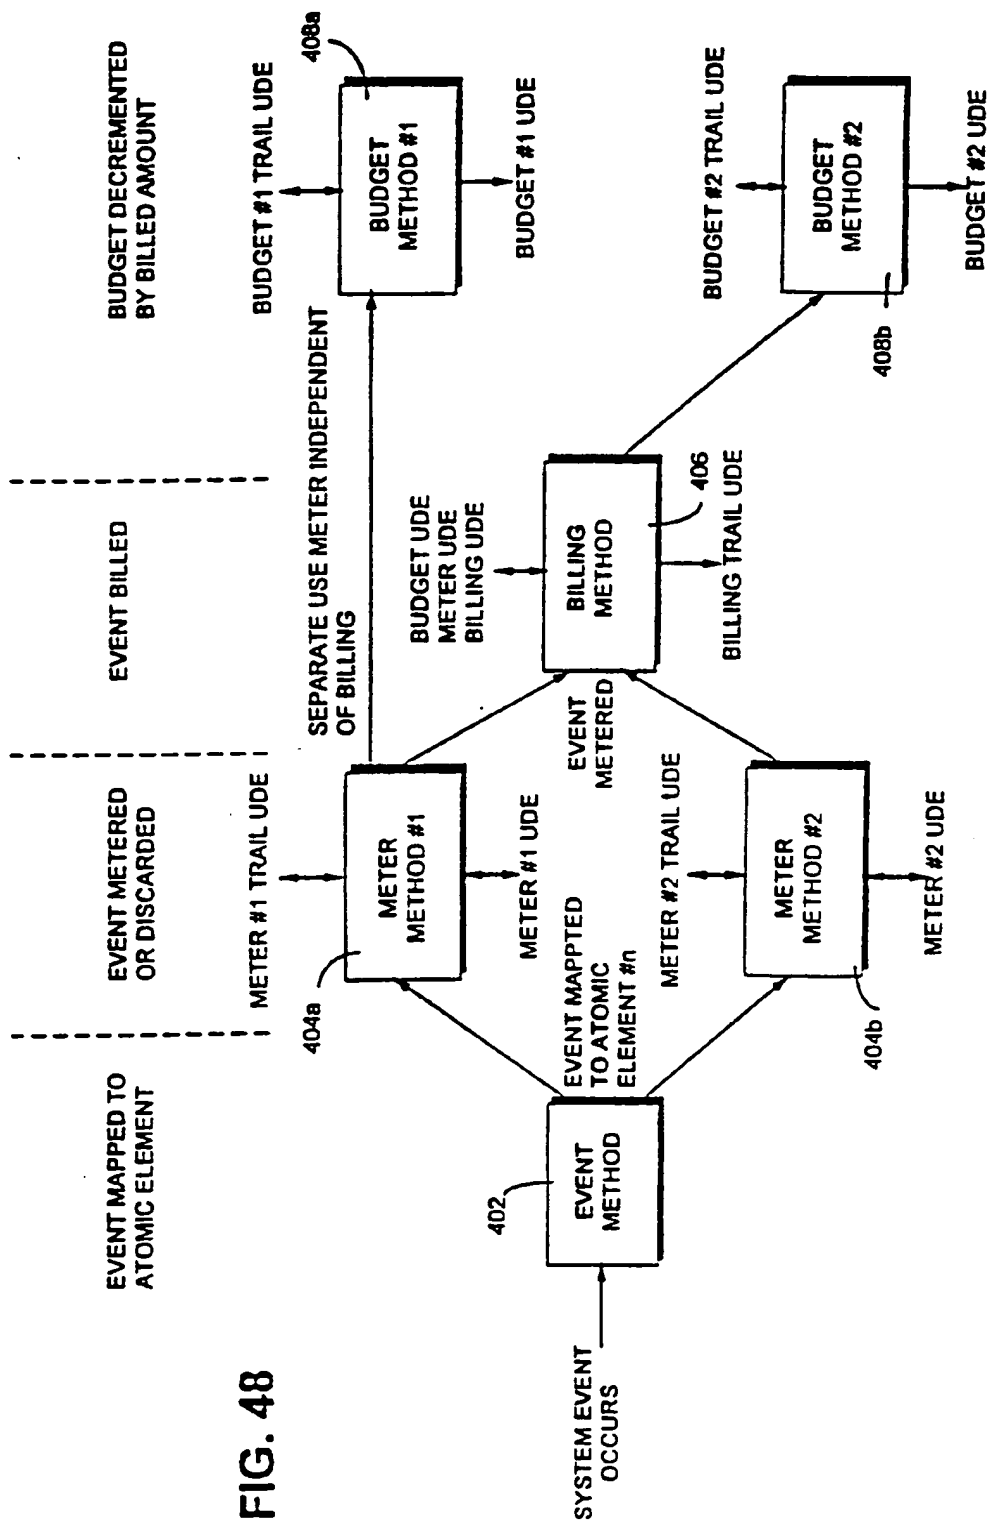 FIG. 48
EVENT MAPPED TO
ATOMIC ELEMENT
EVENT METERED
OR DISCARDED
EVENT BILLED
BUDGET DECREMENTED
BY BILLED AMOUNT
SYSTEM EVENT
OCCURS
402
EVENT
METHOD
EVENT MAPPTED
TO ATOMIC
ELEMENT #n
METER #1 TRAIL UDE
404a
METER
METHOD #1
METER #1 UDE
METER #2 TRAIL UDE
METER
METHOD #2
404b
METER #2 UDE
SEPARATE USE METER INDEPENDENT
OF BILLING
EVENT
METERED
BUDGET UDE
METER UDE
BILLING UDE
BILLING
METHOD
406
BILLING TRAIL UDE
BUDGET #1 TRAIL UDE
408a
BUDGET
METHOD #1
BUDGET #1 UDE
BUDGET #2 TRAIL UDE
BUDGET
METHOD #2
408b
BUDGET #2 UDE